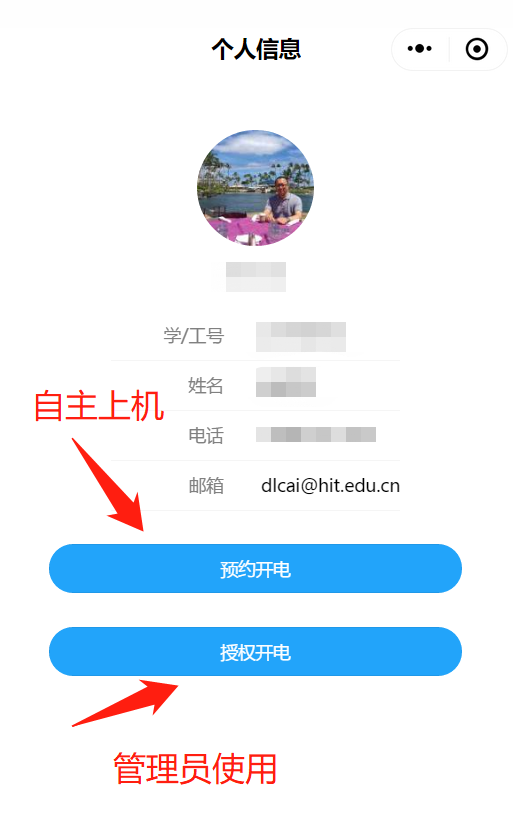 个人信息
学/工号
姓名
自主上机
电话
邮箱 dlcai@hit.edu.cn
预约开电
授权开电
管理员使用